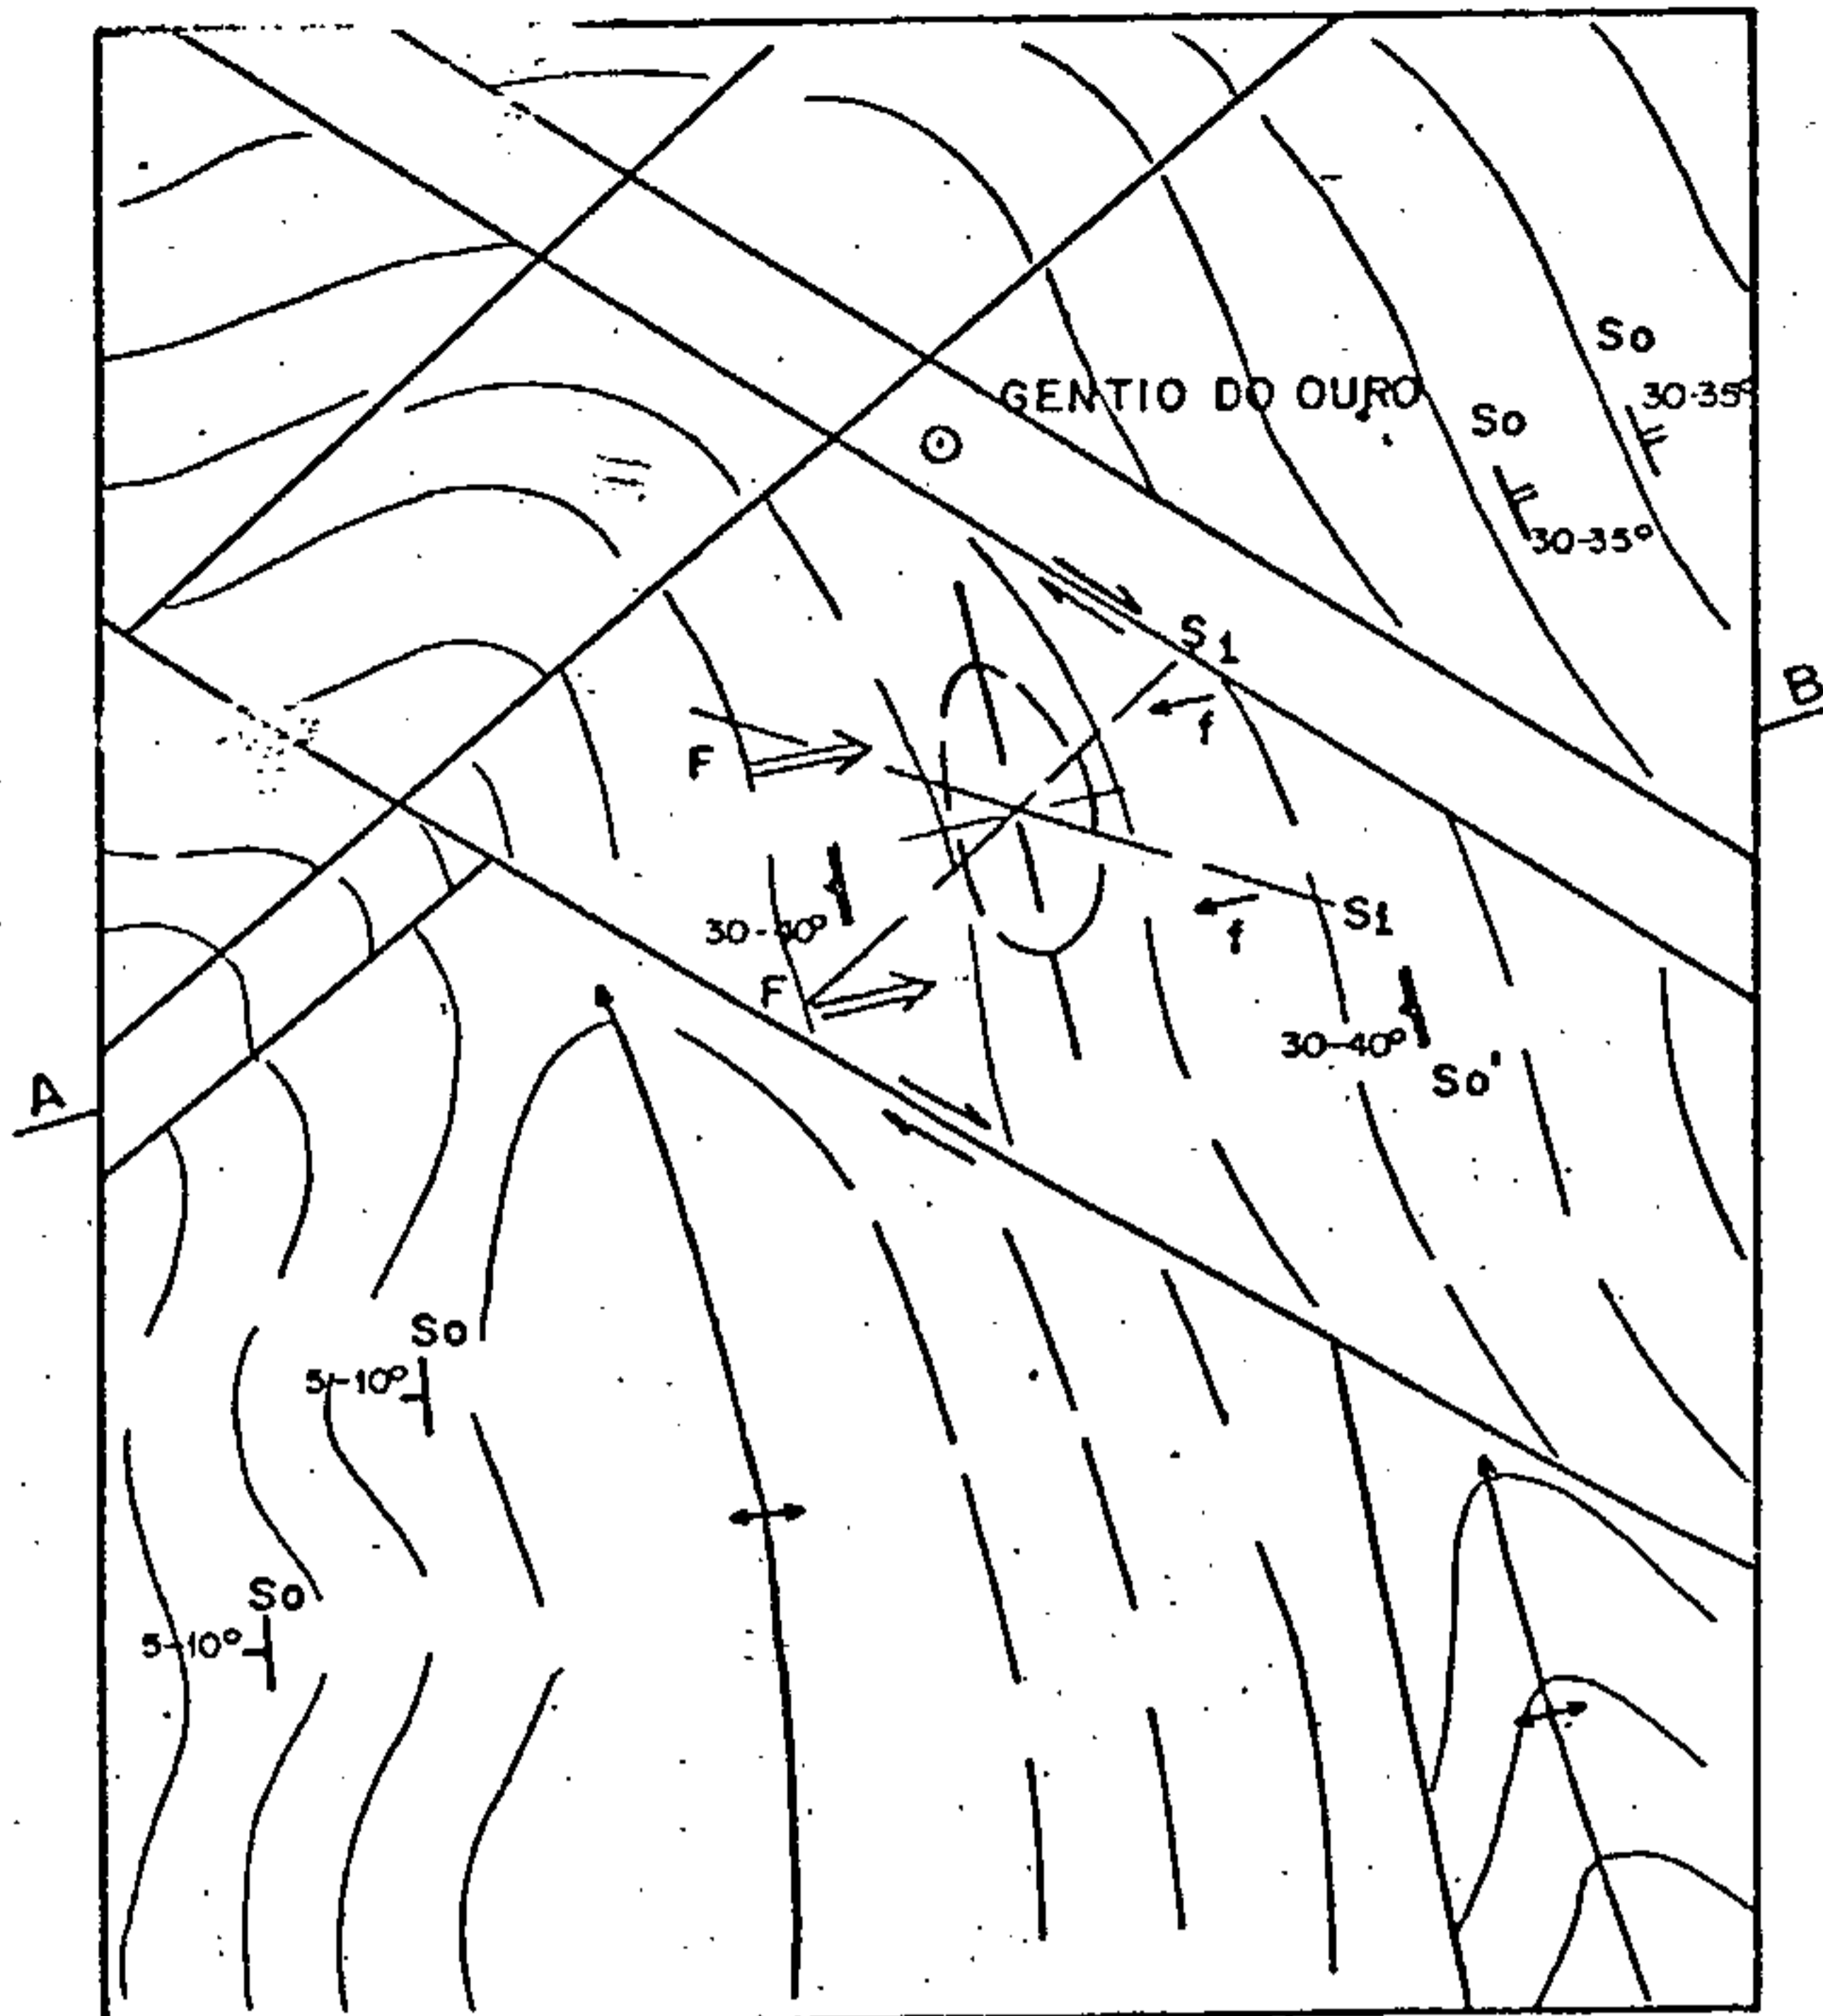 So
30-35°
GENTIO DO OURO
So
30-35°
S1
B
f
F
30-40°
S1
f
F
30-40°
So'
A
So
5-10°
So
5-10°